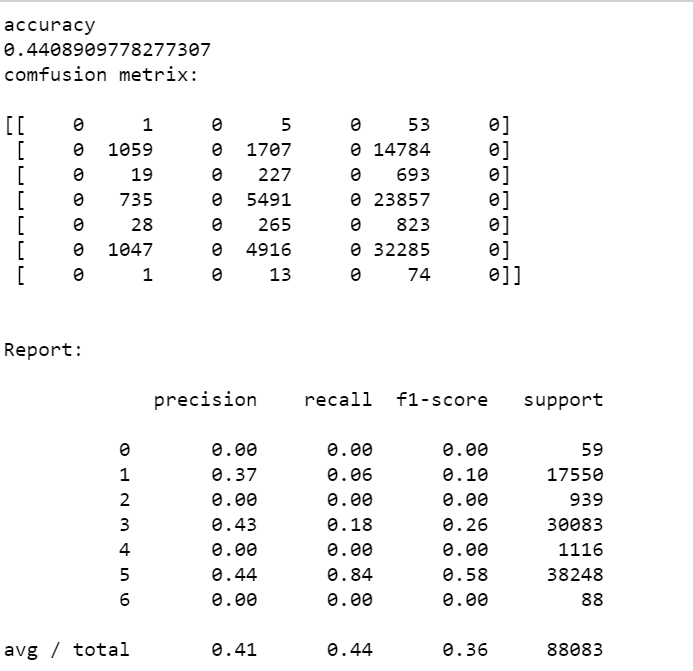 accuracy
0.4408909778277307
comfusion metrix:
[[ 0 1 0 5 0 53 0]
[ 0 1059 0 1707 0 14784 0]
[ 0 19 0 227 0 693 0]
[ 0 735 0 5491 0 23857 0]
[ 0 28 0 265 0 823 0]
[ 0 1047 0 4916 0 32285 0]
[ 0 1 0 13 0 74 0]]
Report:
precision recall f1-score support
0 0.00 0.00 0.00 59
1 0.37 0.06 0.10 17550
2 0.00 0.00 0.00 939
3 0.43 0.18 0.26 30083
4 0.00 0.00 0.00 1116
5 0.44 0.84 0.58 38248
6 0.00 0.00 0.00 88
avg / total 0.41 0.44 0.36 88083